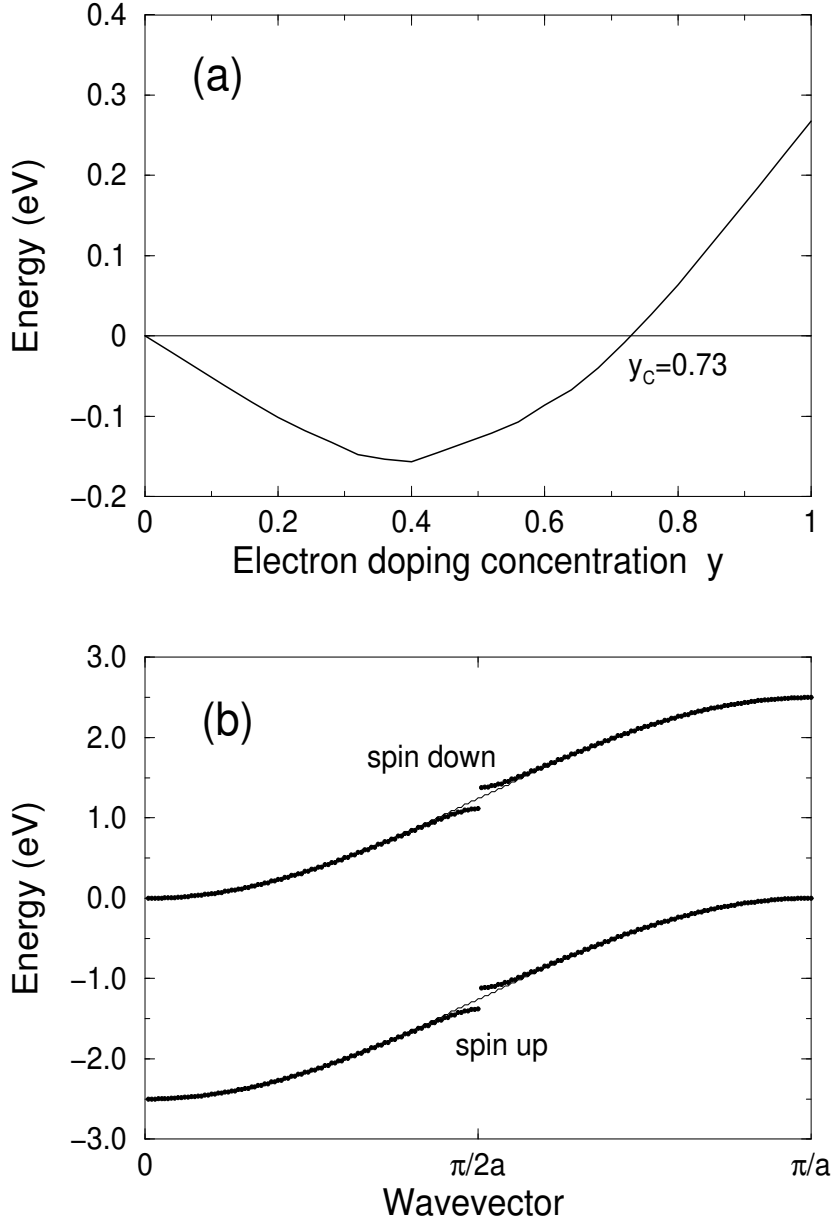 (a)
Energy (eV)
0.4
0.3
0.2
0.1
0
−0.1
−0.2
y_C=0.73
0 0.2 0.4 0.6 0.8 1
Electron doping concentration y
(b)
Energy (eV)
3.0
2.0
1.0
0.0
−1.0
−2.0
−3.0
spin down
spin up
0 π/2a π/a
Wavevector